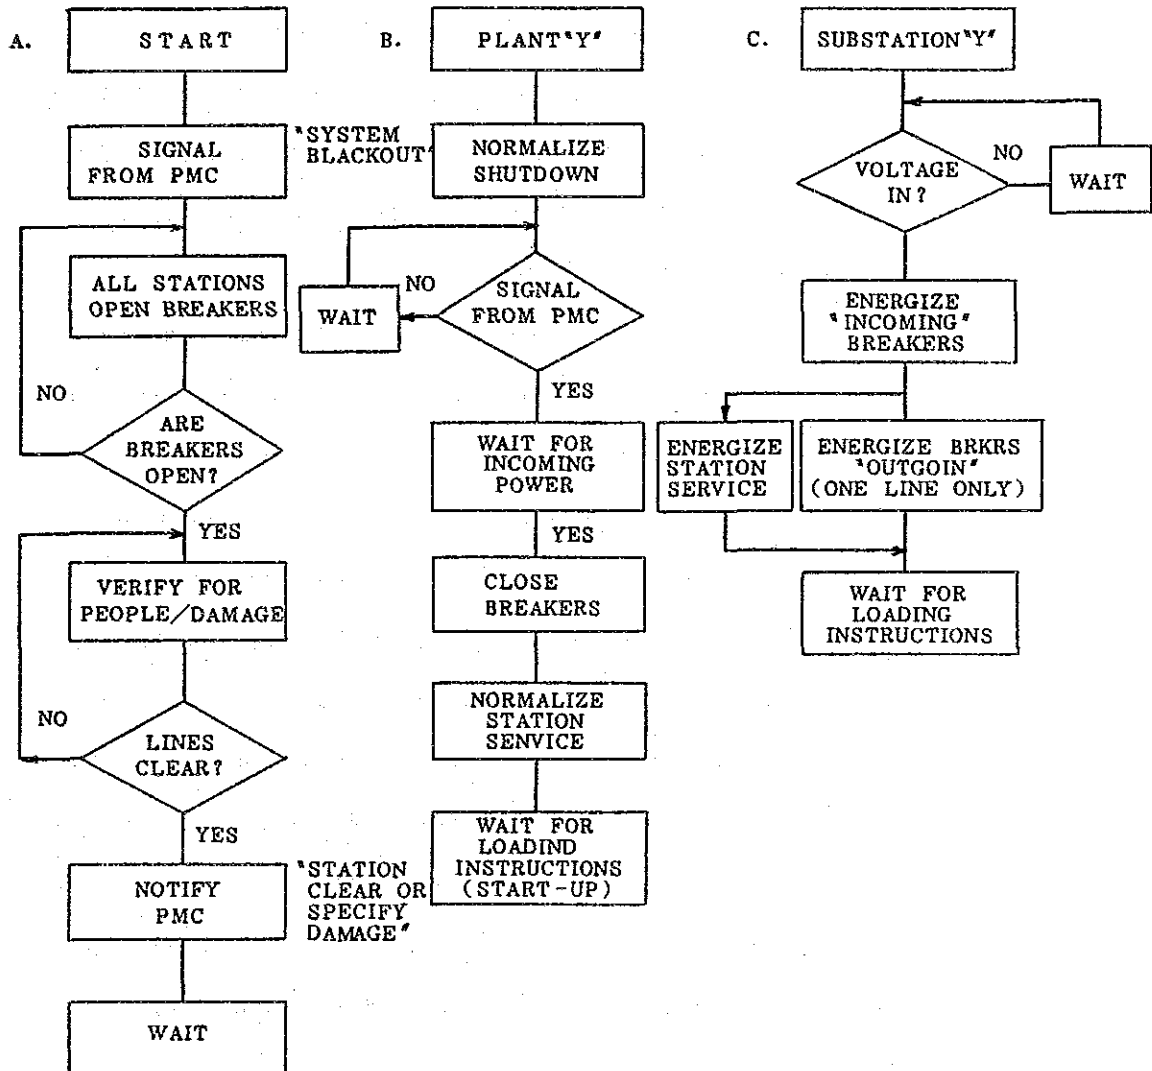 A.
START
SIGNAL
FROM PMC
"SYSTEM
BLACKOUT"
ALL STATIONS
OPEN BREAKERS
NO
ARE
BREAKERS
OPEN?
YES
VERIFY FOR
PEOPLE/DAMAGE
NO
LINES
CLEAR?
YES
NOTIFY
PMC
"STATION
CLEAR OR
SPECIFY
DAMAGE"
WAIT
B.
PLANT "Y"
NORMALIZE
SHUTDOWN
NO
WAIT
SIGNAL
FROM PMC
YES
WAIT FOR
INCOMING
POWER
YES
CLOSE
BREAKERS
NORMALIZE
STATION
SENVICE
WAIT FOR
LOADIND
INSTRUCTIONS
(START-UP)
C.
SUBSTATION "Y"
VOLTAGE
IN?
NO
WAIT
ENERGIZE
"INCOMING"
BREAKERS
ENERGIZE
STATION
SERVICE
ENERGIZE BRKRS
"OUTGOIN"
(ONE LINE ONLY)
WAIT FOR
LOADING
INSTRUCTIONS